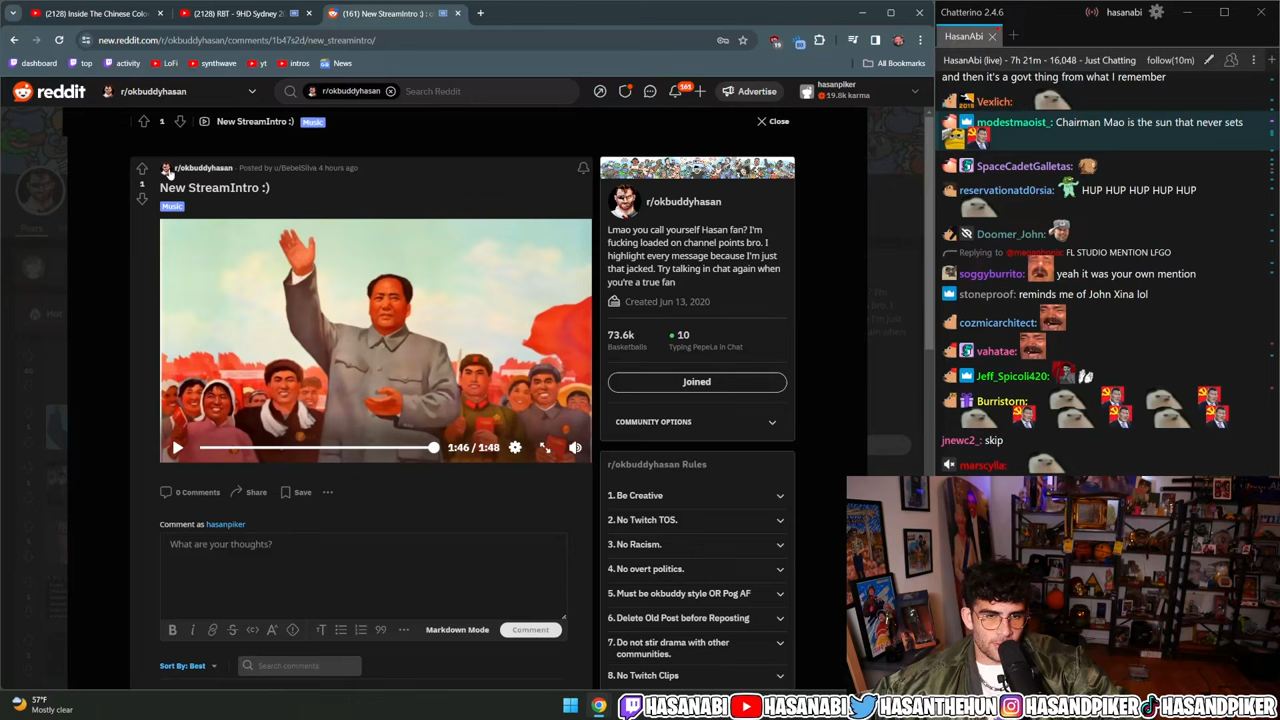 (2128) Inside The Chinese Colo
(2128) RBT - 9HD Sydney 2
(161) New StreamIntro :) : o
new.reddit.com/r/okbuddyhasan/comments/1b47s2d/new_streamintro/
dashboard
top
activity
LoFi
synthwave
yt
intros
News
All Bookmarks
reddit
r/okbuddyhasan
r/okbuddyhasan
Search Reddit
161
Advertise
hasanpiker
19.8k karma
1
New StreamIntro :)
Music
Close
r/okbuddyhasan · Posted by u/BebelSilva 4 hours ago
1
New StreamIntro :)
Music
1:46 / 1:48
0 Comments
Share
Save
Comment as hasanpiker
What are your thoughts?
Markdown Mode
Comment
Sort By: Best
Search comments
r/okbuddyhasan
Lmao you call yourself Hasan fan? I'm
fucking loaded on channel points bro. I
highlight every message because I'm just
that jacked. Try talking in chat again when
you're a true fan
Created Jun 13, 2020
73.6k
Basketballs
10
Typing PepeLa In Chat
Joined
COMMUNITY OPTIONS
r/okbuddyhasan Rules
1. Be Creative
2. No Twitch TOS.
3. No Racism.
4. No overt politics.
5. Must be okbuddy style OR Pog AF
6. Delete Old Post before Reposting
7. Do not stir drama with other
communities.
8. No Twitch Clips
Posts
Hot
Chatterino 2.4.6
hasanabi
HasanAbi
HasanAbi (live) - 7h 21m - 16,048 - Just Chatting
follow(10m)
and then it's a govt thing from what I remember
Vexlich:
modestmaoist_: Chairman Mao is the sun that never sets
SpaceCadetGalletas:
reservationatd0rsia: HUP HUP HUP HUP HUP
Doomer_John:
Replying to FL STUDIO MENTION LFGO
soggyburrito: yeah it was your own mention
stoneproof: reminds me of John Xina lol
cozmicarchitect:
vahatae:
Jeff_Spicoli420:
Burristorn:
jnewc2_: skip
marscylla:
57°F
Mostly clear
HASANABI
HASANABI
HASANTHEHUN
HASANDPIKER
HASANDPIKER